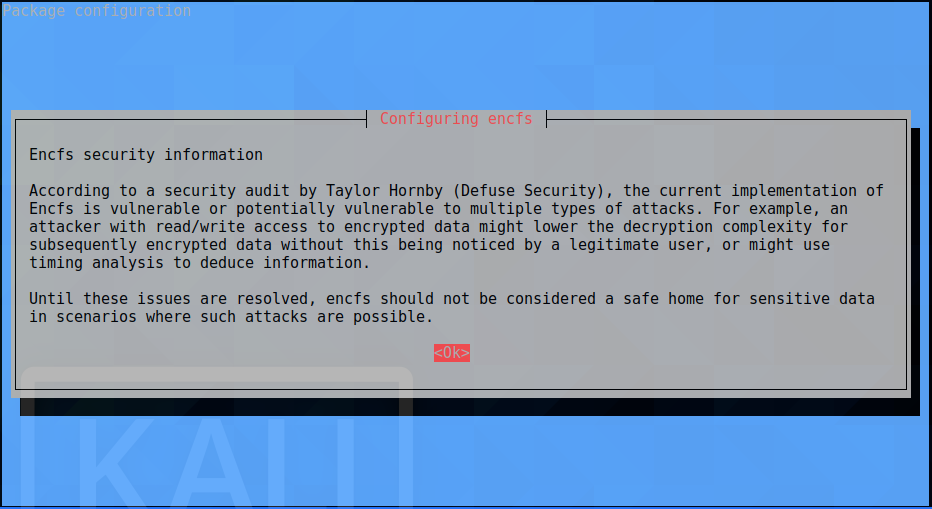 Package configuration
Configuring encfs
Encfs security information
According to a security audit by Taylor Hornby (Defuse Security), the current implementation of
Encfs is vulnerable or potentially vulnerable to multiple types of attacks. For example, an
attacker with read/write access to encrypted data might lower the decryption complexity for
subsequently encrypted data without this being noticed by a legitimate user, or might use
timing analysis to deduce information.
Until these issues are resolved, encfs should not be considered a safe home for sensitive data
in scenarios where such attacks are possible.
<Ok>
KALI